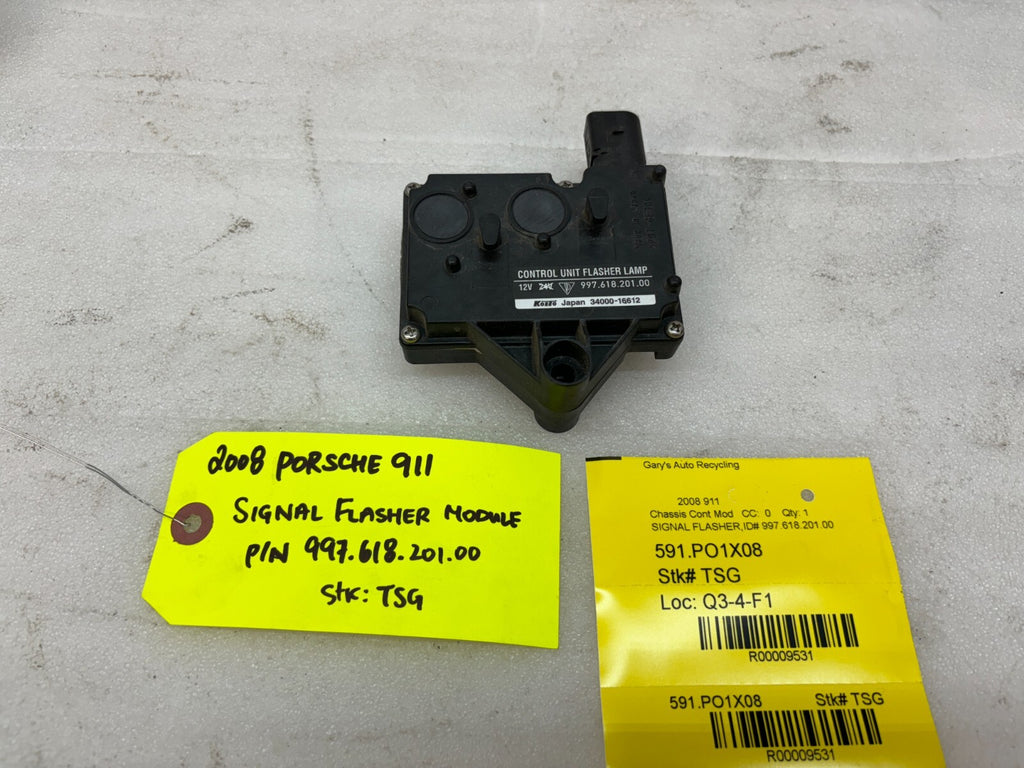 CONTROL UNIT FLASHER LAMP
12V 997.618.201.00
Koito Japan 34000-16612
2008 PORSCHE 911
SIGNAL FLASHER MODULE
P/N 997.618.201.00
Stk: TSG
Gary's Auto Recycling
2008 911
Chassis Cont Mod CC: 0 Qty: 1
SIGNAL FLASHER,ID# 997.618.201.00
591.PO1X08
Stk# TSG
Loc: Q3-4-F1
R00009531
591.PO1X08 Stk# TSG
R00009531